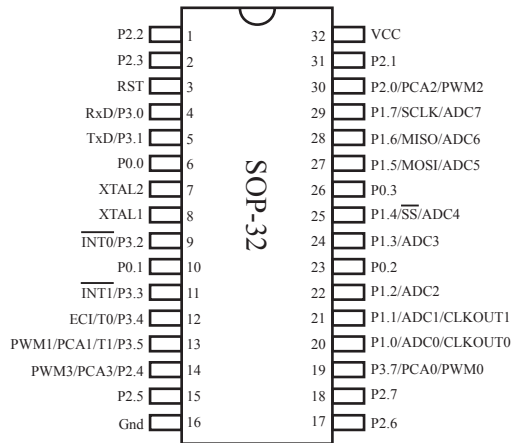 P2.2 1 32 VCC
P2.3 2 31 P2.1
RST 3 30 P2.0/PCA2/PWM2
RxD/P3.0 4 29 P1.7/SCLK/ADC7
TxD/P3.1 5 28 P1.6/MISO/ADC6
P0.0 6 27 P1.5/MOSI/ADC5
XTAL2 7 26 P0.3
XTAL1 8 25 P1.4/SS/ADC4
INT0/P3.2 9 24 P1.3/ADC3
P0.1 10 23 P0.2
INT1/P3.3 11 22 P1.2/ADC2
ECI/T0/P3.4 12 21 P1.1/ADC1/CLKOUT1
PWM1/PCA1/T1/P3.5 13 20 P1.0/ADC0/CLKOUT0
PWM3/PCA3/P2.4 14 19 P3.7/PCA0/PWM0
P2.5 15 18 P2.7
Gnd 16 17 P2.6
SOP-32